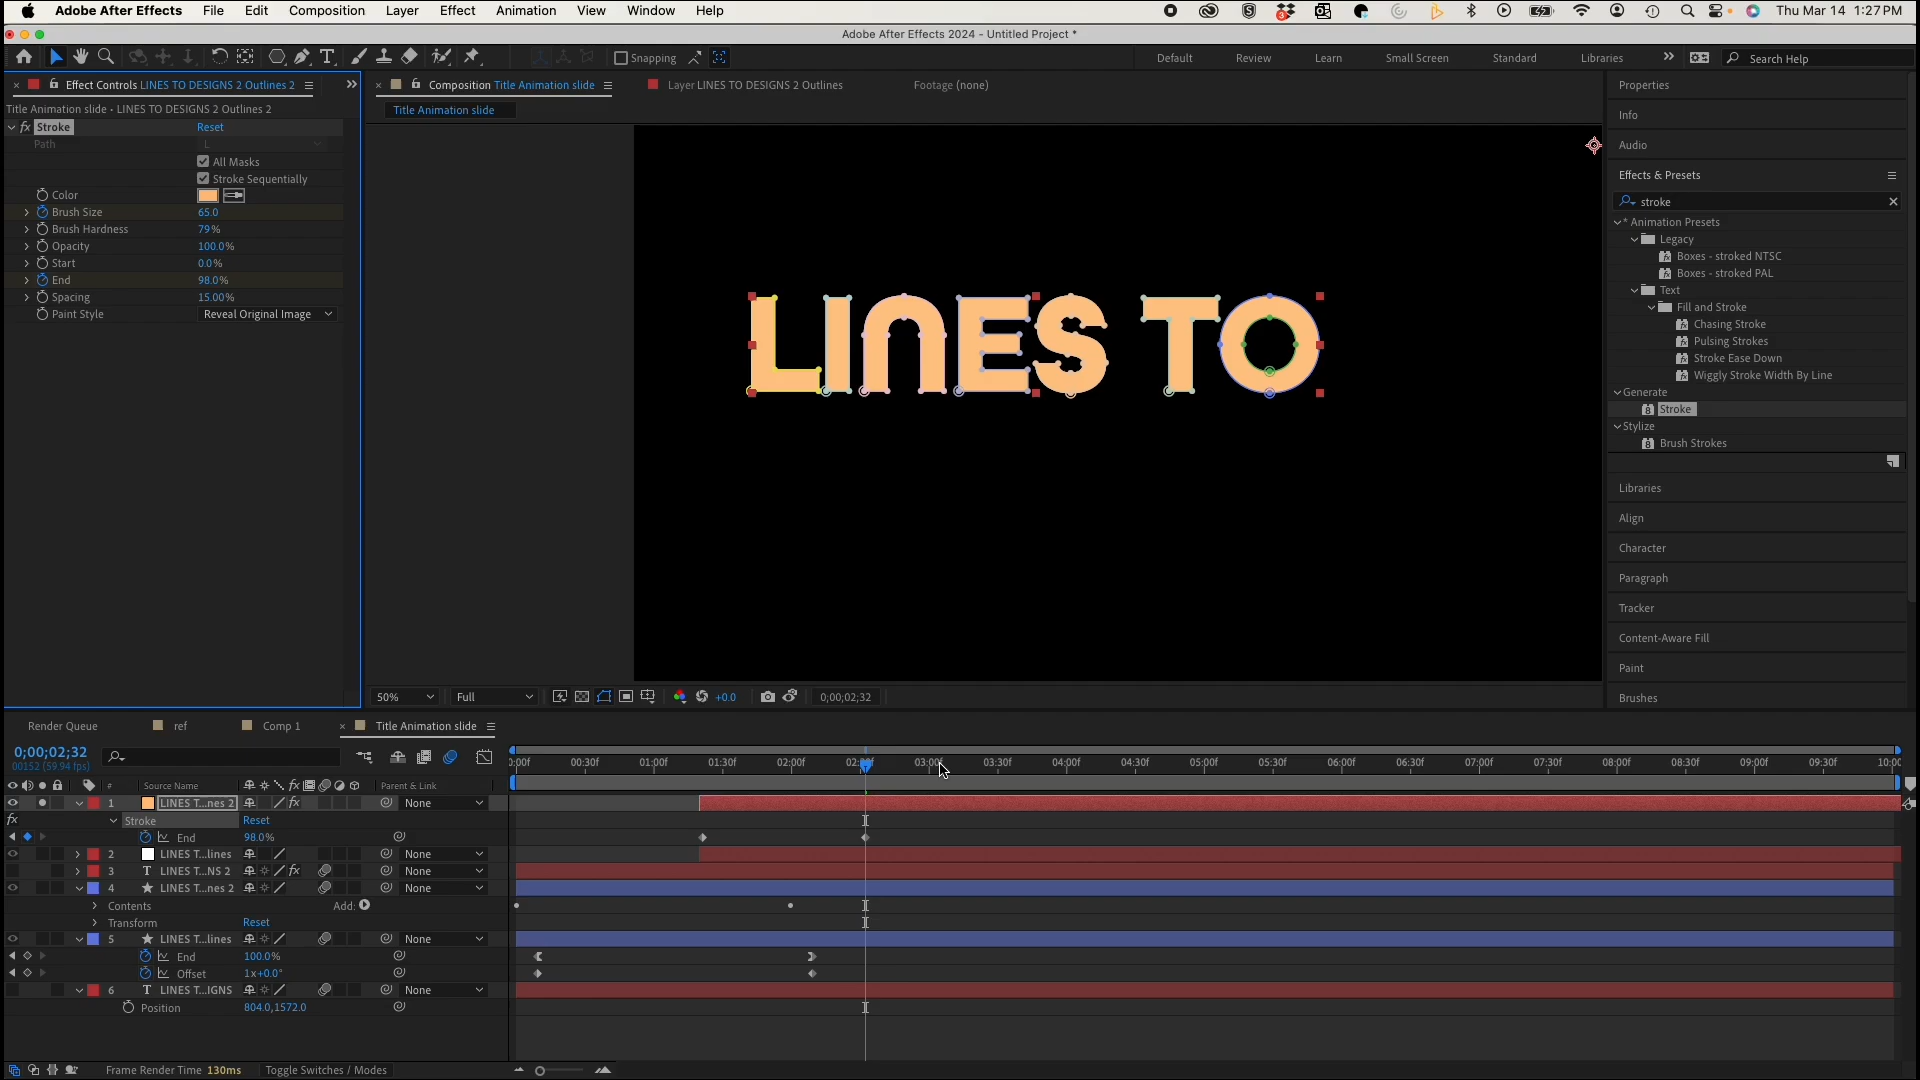 Adobe After Effects File Edit Composition Layer Effect Animation View Window Help Thu Mar 14 1:27 PM
Adobe After Effects 2024 - Untitled Project *
Snapping Default Review Learn Small Screen Standard Libraries Search Help
Effect Controls LINES TO DESIGNS 2 Outlines 2
Composition Title Animation slide
Layer LINES TO DESIGNS 2 Outlines
Footage (none)
Title Animation slide
Title Animation slide • LINES TO DESIGNS 2 Outlines 2
fx Stroke Reset
Path L
All Masks
Stroke Sequentially
Color
Brush Size 65.0
Brush Hardness 79%
Opacity 100.0%
Start 0.0%
End 98.0%
Spacing 15.00%
Paint Style Reveal Original Image
LINES TO
50% Full +0.0 0;00;02;32
Properties
Info
Audio
Effects & Presets
stroke
* Animation Presets
Legacy
Boxes - stroked NTSC
Boxes - stroked PAL
Text
Fill and Stroke
Chasing Stroke
Pulsing Strokes
Stroke Ease Down
Wiggly Stroke Width By Line
Generate
Stroke
Stylize
Brush Strokes
Libraries
Align
Character
Paragraph
Tracker
Content-Aware Fill
Paint
Brushes
Render Queue ref Comp 1 Title Animation slide
0;00;02;32
00152 (59.94 fps)
:00f 00:30f 01:00f 01:30f 02:00f 03:00f 03:30f 04:00f 04:30f 05:00f 05:30f 06:00f 06:30f 07:00f 07:30f 08:00f 08:30f 09:00f 09:30f 10:00
# Source Name fx Parent & Link
1 LINES T...nes 2 fx None
fx Stroke Reset
End 98.0%
2 LINES T...lines None
3 T LINES T...NS 2 fx None
4 LINES T...nes 2 None
Contents Add:
Transform Reset
5 LINES T...lines None
End 100.0%
Offset 1x+0.0°
6 T LINES T...IGNS None
Position 804.0,1572.0
Frame Render Time 130ms Toggle Switches / Modes